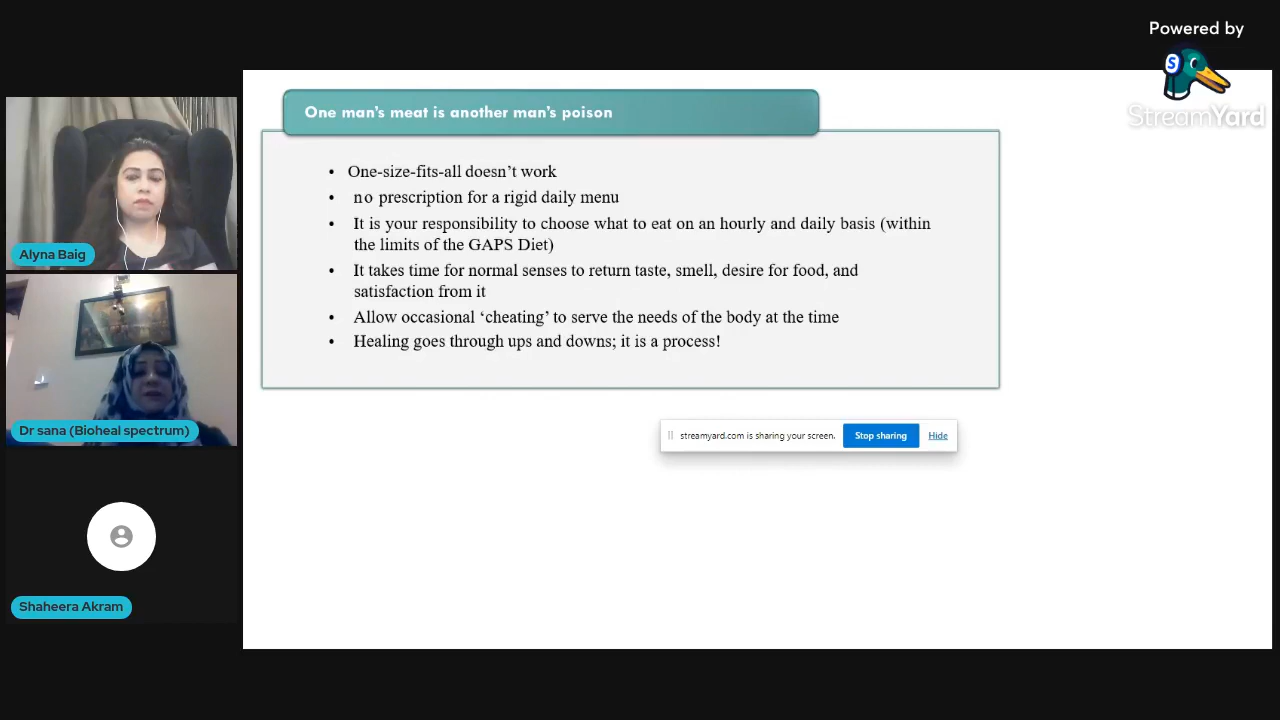 Powered by
StreamYard
One man's meat is another man's poison
• One-size-fits-all doesn't work
• no prescription for a rigid daily menu
• It is your responsibility to choose what to eat on an hourly and daily basis (within
the limits of the GAPS Diet)
• It takes time for normal senses to return taste, smell, desire for food, and
satisfaction from it
• Allow occasional ‘cheating’ to serve the needs of the body at the time
• Healing goes through ups and downs; it is a process!
streamyard.com is sharing your screen.
Stop sharing
Hide
Alyna Baig
Dr sana (Bioheal spectrum)
Shaheera Akram